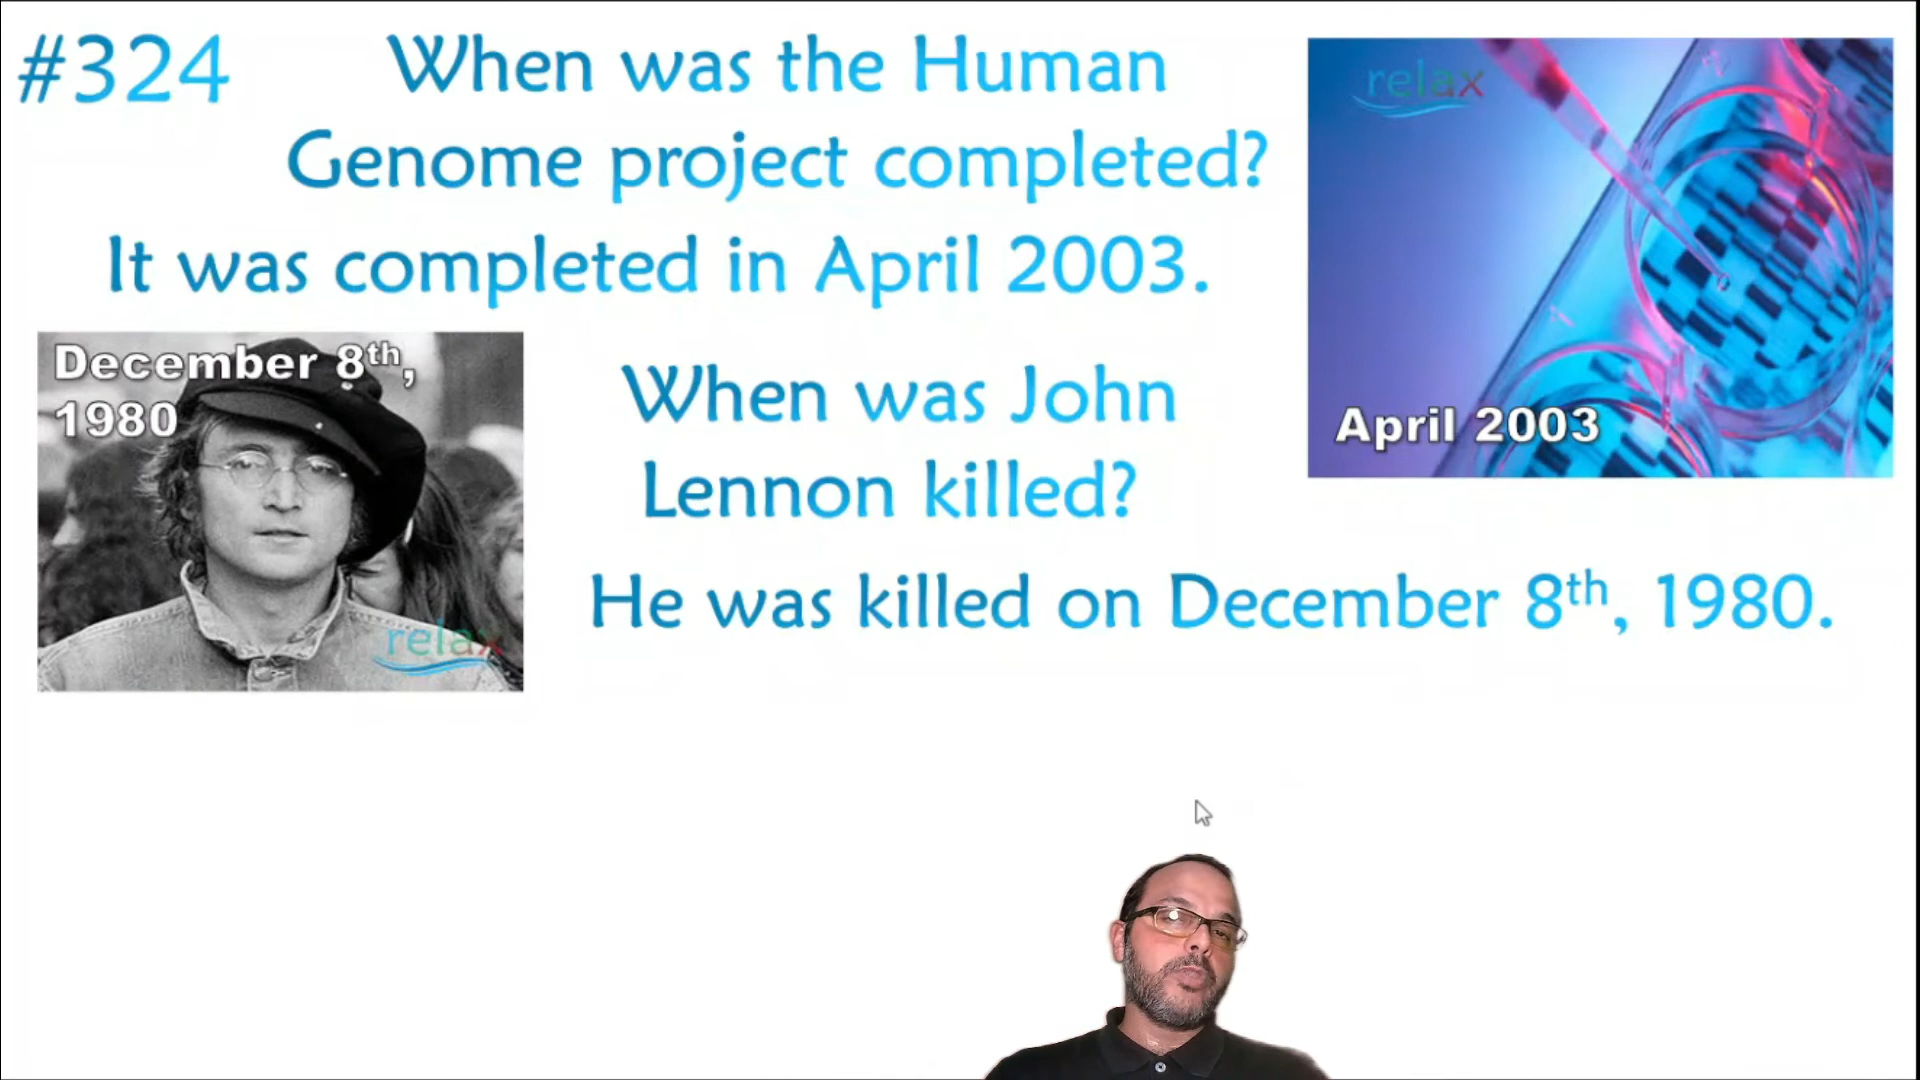 #324
When was the Human
Genome project completed?
It was completed in April 2003.
relax
April 2003
December 8th,
1980
relax
When was John
Lennon killed?
He was killed on December 8th, 1980.